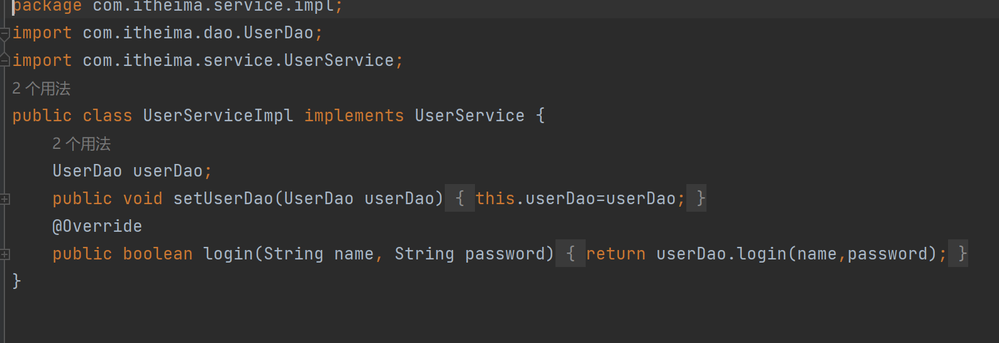 package com.itheima.service.impl;
import com.itheima.dao.UserDao;
import com.itheima.service.UserService;
2 个用法
public class UserServiceImpl implements UserService {
2 个用法
UserDao userDao;
public void setUserDao(UserDao userDao) { this.userDao=userDao; }
@Override
public boolean login(String name, String password) { return userDao.login(name,password); }
}